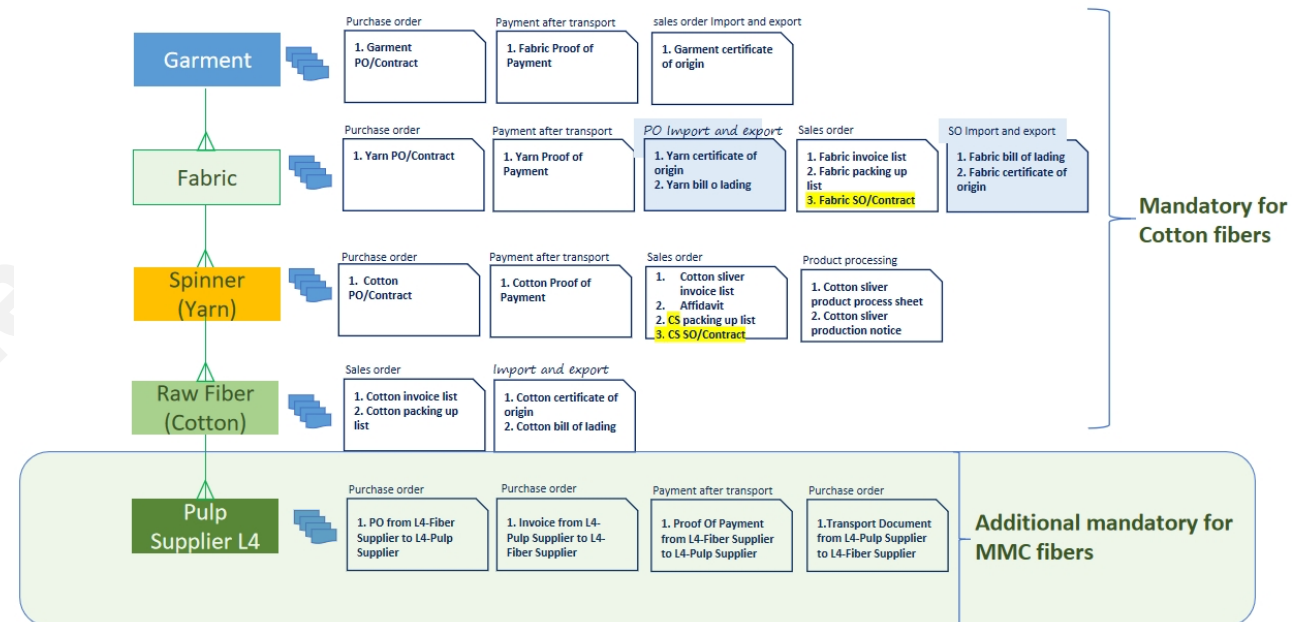 Garment
Purchase order
1. Garment
PO/Contract
Payment after transport
1. Fabric Proof of
Payment
sales order Import and export
1. Garment certificate
of origin
Fabric
Purchase order
1. Yarn PO/Contract
Payment after transport
1. Yarn Proof of
Payment
PO Import and export
1. Yarn certificate of
origin
2. Yarn bill o lading
Sales order
1. Fabric invoice list
2. Fabric packing up
list
3. Fabric SO/Contract
SO Import and export
1. Fabric bill of lading
2. Fabric certificate of
origin
Mandatory for
Cotton fibers
Spinner
(Yarn)
Purchase order
1. Cotton
PO/Contract
Payment after transport
1. Cotton Proof of
Payment
Sales order
1. Cotton sliver
invoice list
2. Affidavit
2. CS packing up list
3. CS SO/Contract
Product processing
1. Cotton sliver
product process sheet
2. Cotton sliver
production notice
Raw Fiber
(Cotton)
Sales order
1. Cotton invoice list
2. Cotton packing up
list
Import and export
1. Cotton certificate of
origin
2. Cotton bill of lading
Pulp
Supplier L4
Purchase order
1. PO from L4-Fiber
Supplier to L4-Pulp
Supplier
Purchase order
1. Invoice from L4-
Pulp Supplier to L4-
Fiber Supplier
Payment after transport
1. Proof Of Payment
from L4-Fiber Supplier
to L4-Pulp Supplier
Purchase order
1.Transport Document
from L4-Pulp Supplier
to L4-Fiber Supplier
Additional mandatory for
MMC fibers